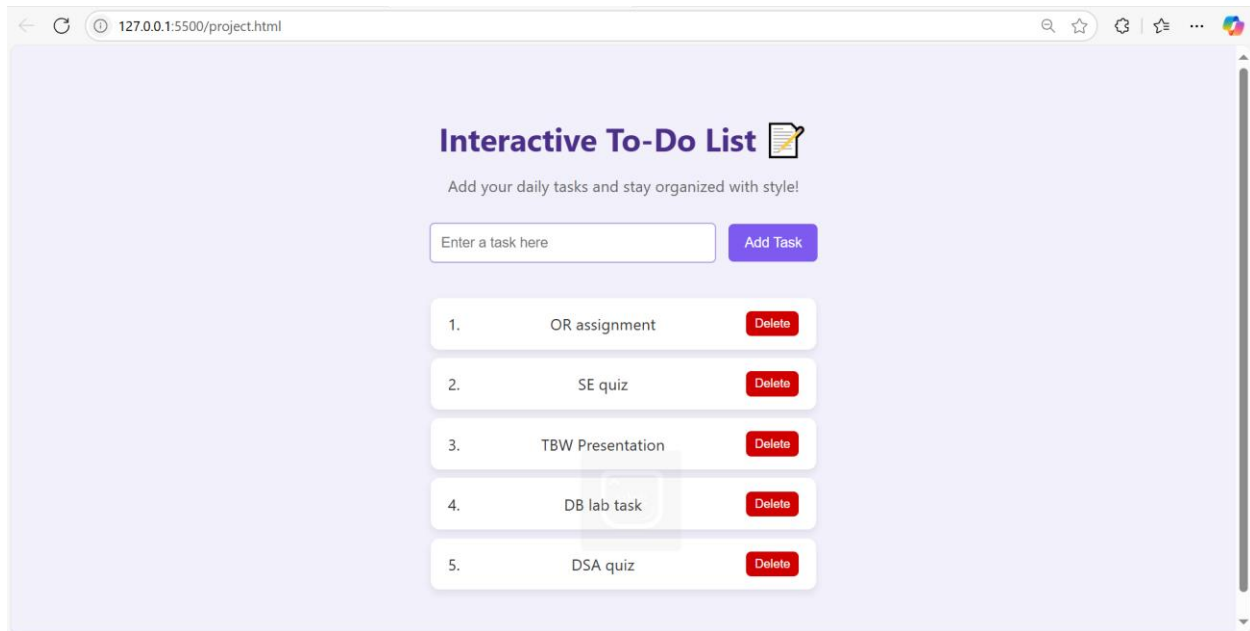 127.0.0.1:5500/project.html
Interactive To-Do List 📝
Add your daily tasks and stay organized with style!
Enter a task here Add Task
1. OR assignment Delete
2. SE quiz Delete
3. TBW Presentation Delete
4. DB lab task Delete
5. DSA quiz Delete